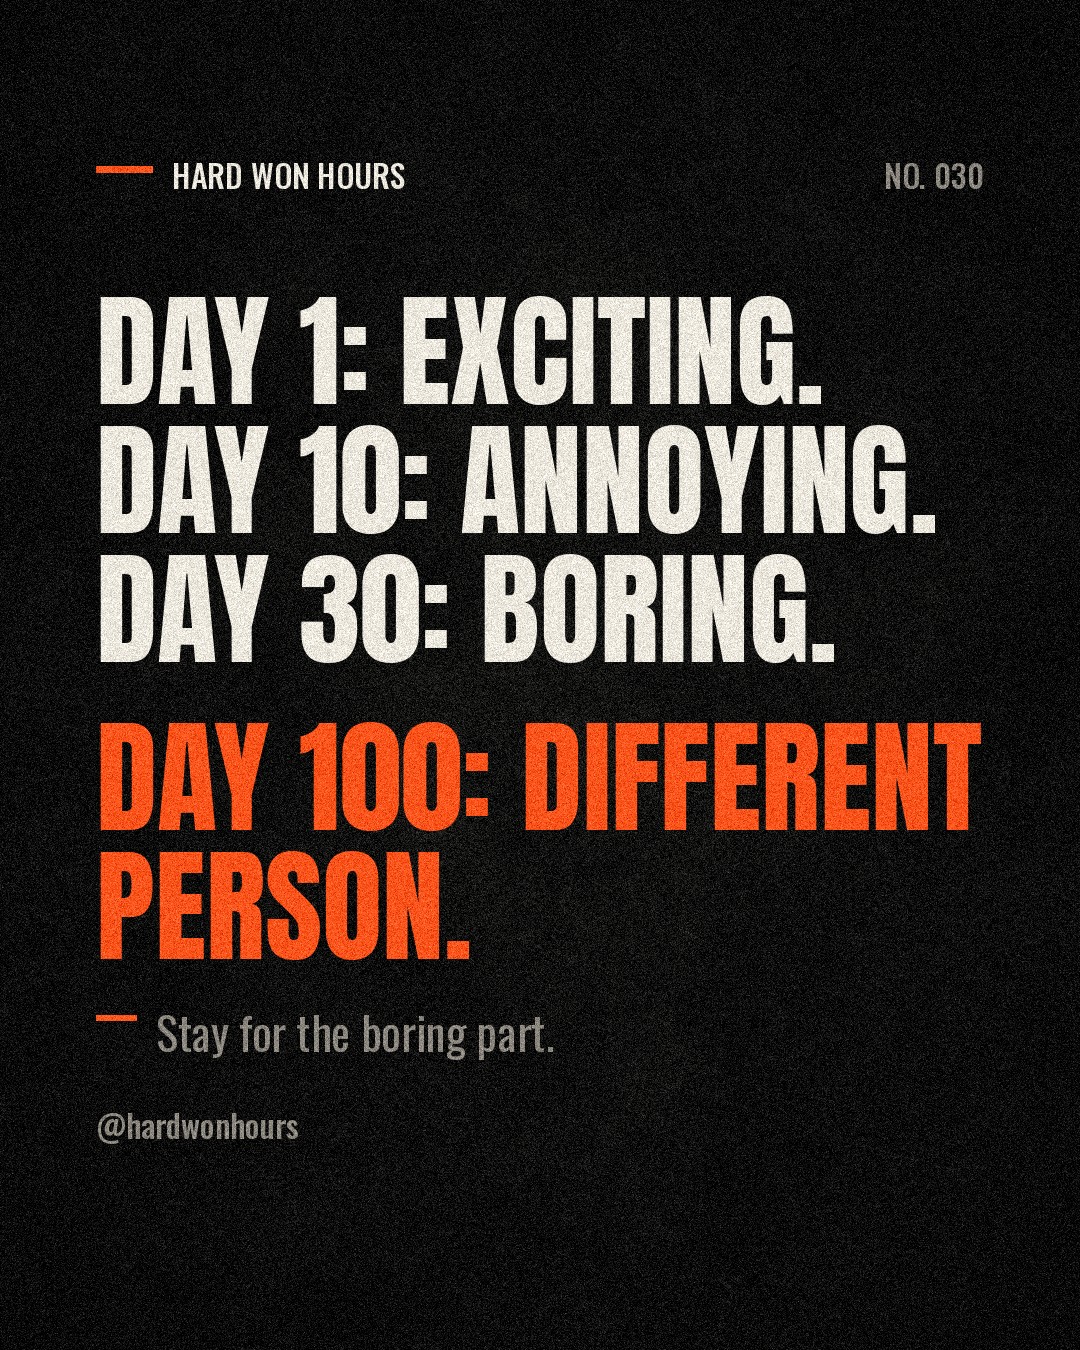 HARD WON HOURS
NO. 030
DAY 1: EXCITING.
DAY 10: ANNOYING.
DAY 30: BORING.
DAY 100: DIFFERENT
PERSON.
Stay for the boring part.
@hardwonhours